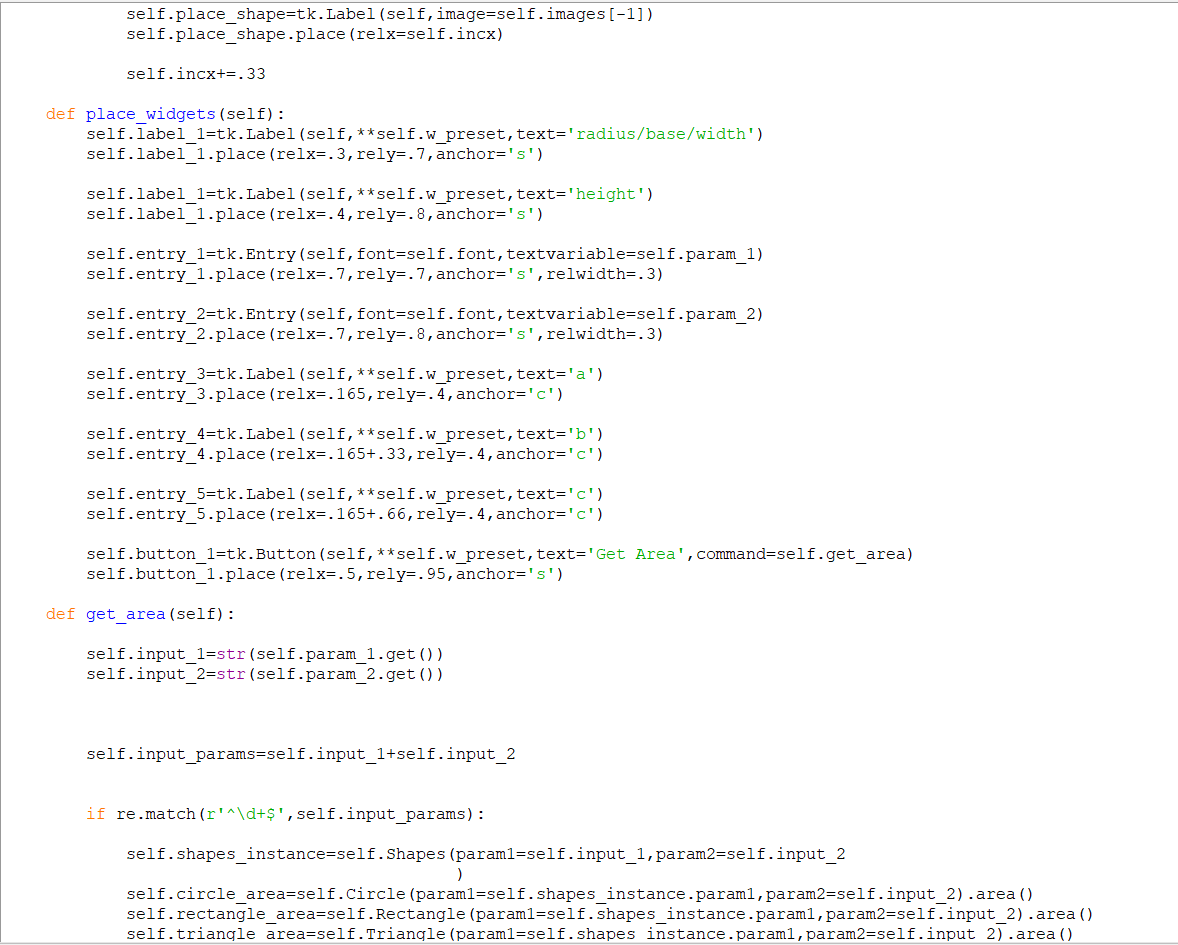 self.place_shape=tk.Label(self,image=self.images[-1])
self.place_shape.place(relx=self.incx)
self.incx+=.33
def place_widgets(self):
self.label_1=tk.Label(self,**self.w_preset,text='radius/base/width')
self.label_1.place(relx=.3,rely=.7,anchor='s')
self.label_1=tk.Label(self,**self.w_preset,text='height')
self.label_1.place(relx=.4,rely=.8,anchor='s')
self.entry_1=tk.Entry(self,font=self.font,textvariable=self.param_1)
self.entry_1.place(relx=.7,rely=.7,anchor='s',relwidth=.3)
self.entry_2=tk.Entry(self,font=self.font,textvariable=self.param_2)
self.entry_2.place(relx=.7,rely=.8,anchor='s',relwidth=.3)
self.entry_3=tk.Label(self,**self.w_preset,text='a')
self.entry_3.place(relx=.165,rely=.4,anchor='c')
self.entry_4=tk.Label(self,**self.w_preset,text='b')
self.entry_4.place(relx=.165+.33,rely=.4,anchor='c')
self.entry_5=tk.Label(self,**self.w_preset,text='c')
self.entry_5.place(relx=.165+.66,rely=.4,anchor='c')
self.button_1=tk.Button(self,**self.w_preset,text='Get Area',command=self.get_area)
self.button_1.place(relx=.5,rely=.95,anchor='s')
def get_area(self):
self.input_1=str(self.param_1.get())
self.input_2=str(self.param_2.get())
self.input_params=self.input_1+self.input_2
if re.match(r'^\d+$',self.input_params):
self.shapes_instance=self.Shapes(param1=self.input_1,param2=self.input_2
)
self.circle_area=self.Circle(param1=self.shapes_instance.param1,param2=self.input_2).area()
self.rectangle_area=self.Rectangle(param1=self.shapes_instance.param1,param2=self.input_2).area()
self.triangle_area=self.Triangle(param1=self.shapes_instance.param1,param2=self.input_2).area()